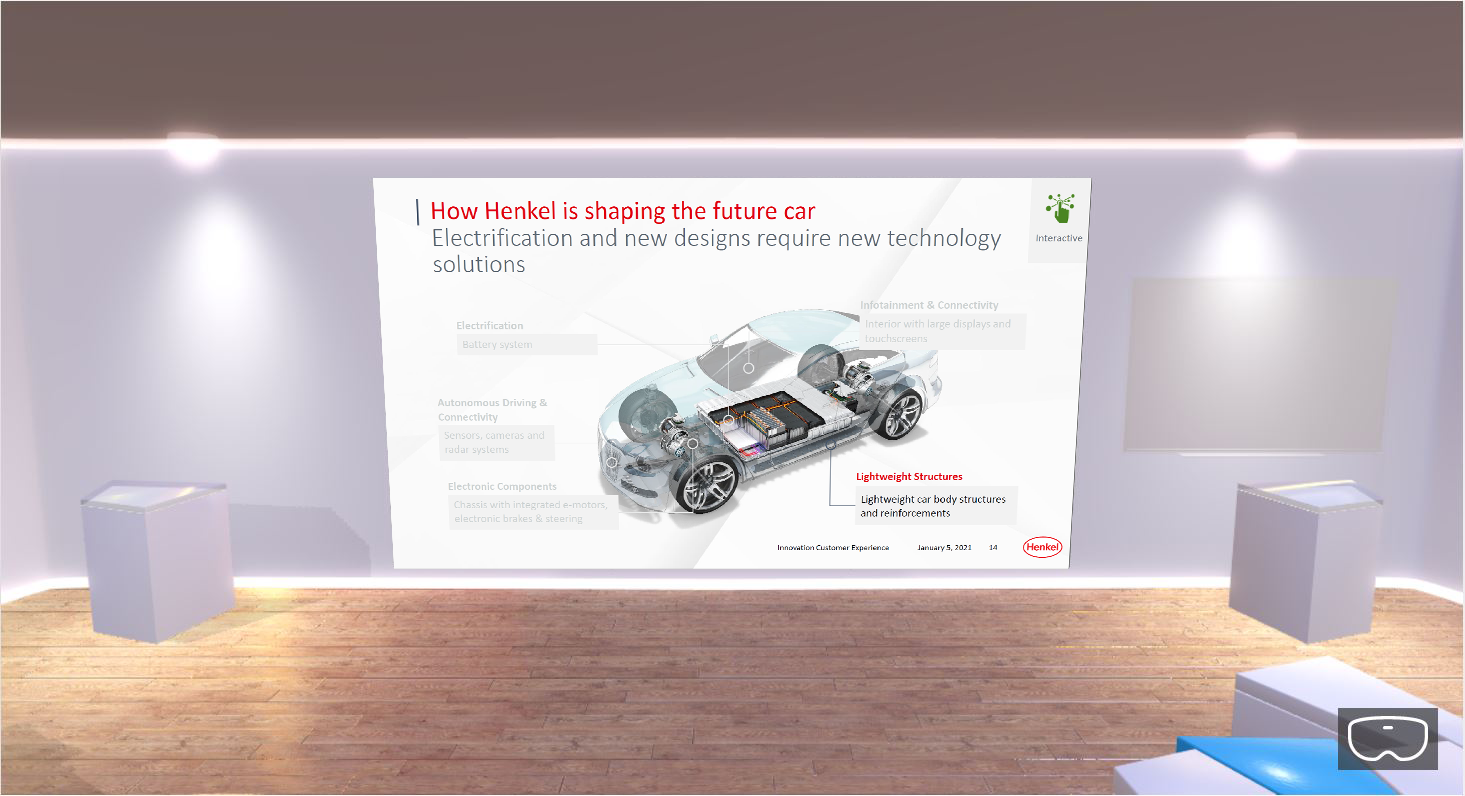 How Henkel is shaping the future car
Electrification and new designs require new technology
solutions
Interactive
Electrification
Battery system
Infotainment & Connectivity
Interior with large displays and
touchscreens
Autonomous Driving &
Connectivity
Sensors, cameras and
radar systems
Electronic Components
Chassis with integrated e-motors,
electronic brakes & steering
Lightweight Structures
Lightweight car body structures
and reinforcements
Innovation Customer Experience January 5, 2021 14
Henkel